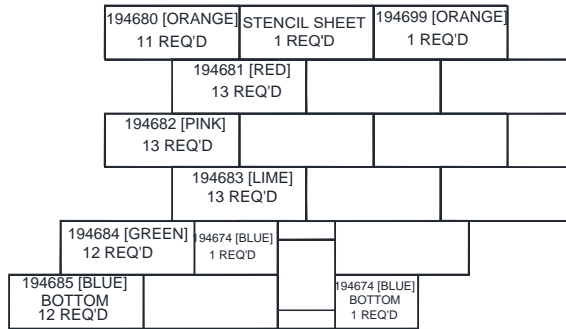 194680 [ORANGE]
11 REQ'D
STENCIL SHEET
1 REQ'D
194699 [ORANGE]
1 REQ'D
194681 [RED]
13 REQ'D
194682 [PINK]
13 REQ'D
194683 [LIME]
13 REQ'D
194684 [GREEN]
12 REQ'D
194674 [BLUE]
1 REQ'D
194685 [BLUE]
BOTTOM
12 REQ'D
194674 [BLUE]
BOTTOM
1 REQ'D